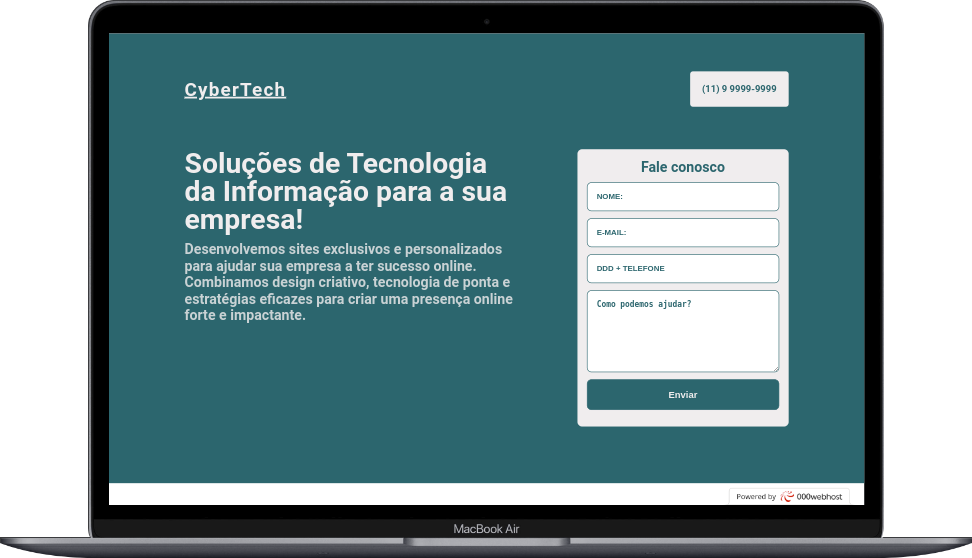 CyberTech
(11) 9 9999-9999
Soluções de Tecnologia
da Informação para a sua
empresa!
Desenvolvemos sites exclusivos e personalizados
para ajudar sua empresa a ter sucesso online.
Combinamos design criativo, tecnologia de ponta e
estratégias eficazes para criar uma presença online
forte e impactante.
Fale conosco
NOME:
E-MAIL:
DDD + TELEFONE
Como podemos ajudar?
Enviar
Powered by 000webhost
MacBook Air